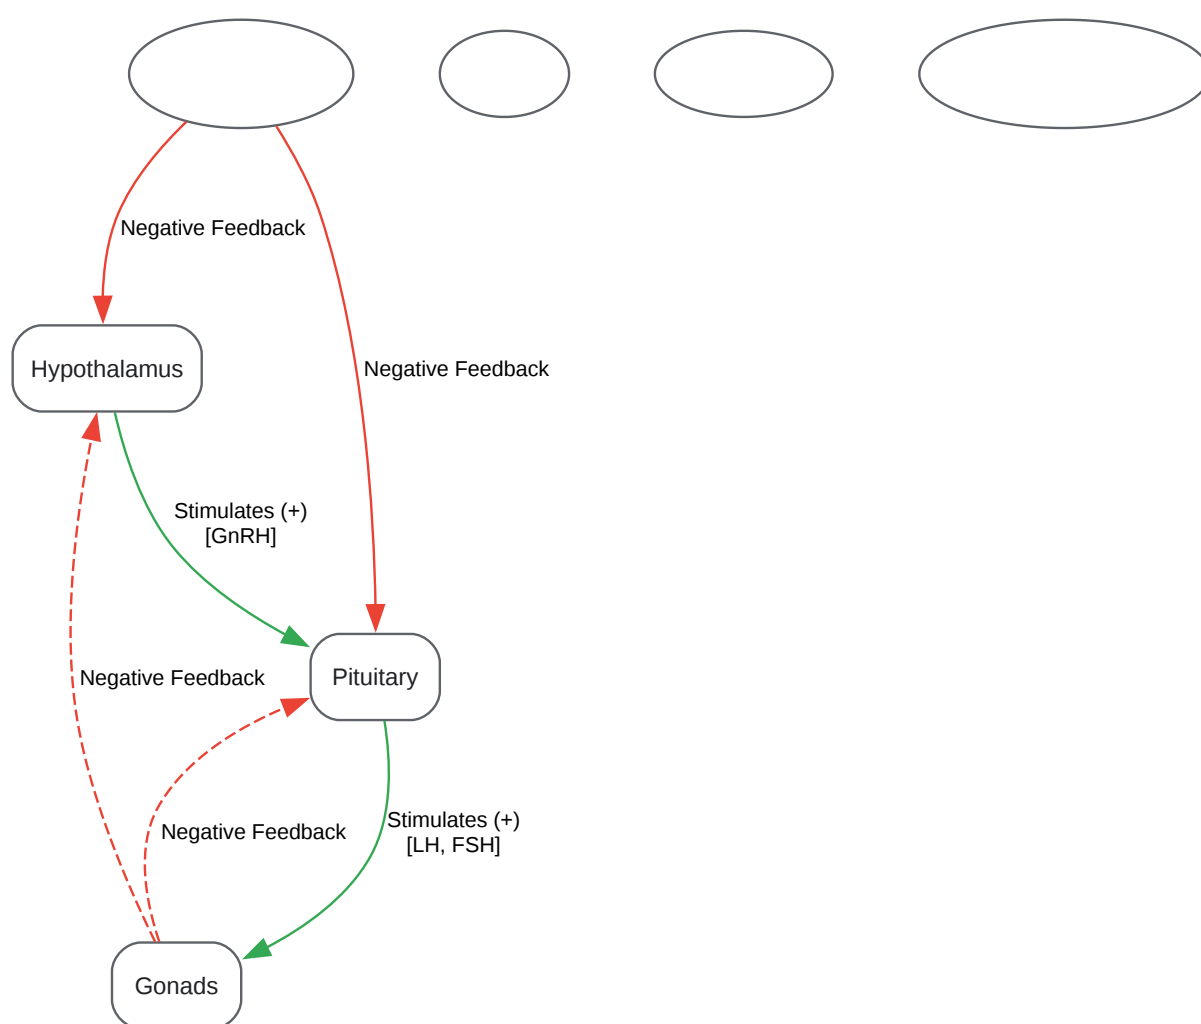 Negative Feedback
Negative Feedback
Hypothalamus
Stimulates (+)
[GnRH]
Negative Feedback
Pituitary
Negative Feedback
Stimulates (+)
[LH, FSH]
Gonads